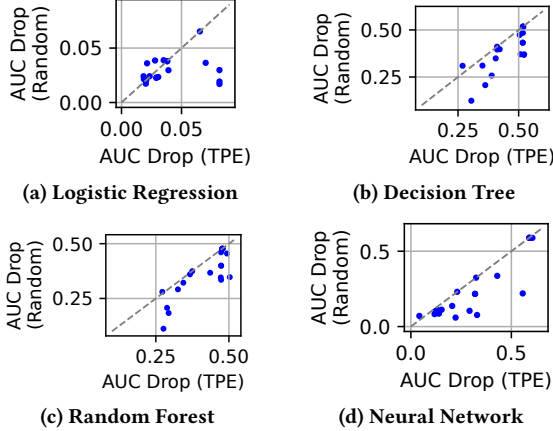 AUC Drop
(Random)
0.05
0.00
0.00
0.05
AUC Drop (TPE)
(a) Logistic Regression
AUC Drop
(Random)
0.50
0.25
0.25
0.50
AUC Drop (TPE)
(b) Decision Tree
AUC Drop
(Random)
0.50
0.25
0.25
0.50
AUC Drop (TPE)
(c) Random Forest
AUC Drop
(Random)
0.5
0.0
0.0
0.5
AUC Drop (TPE)
(d) Neural Network